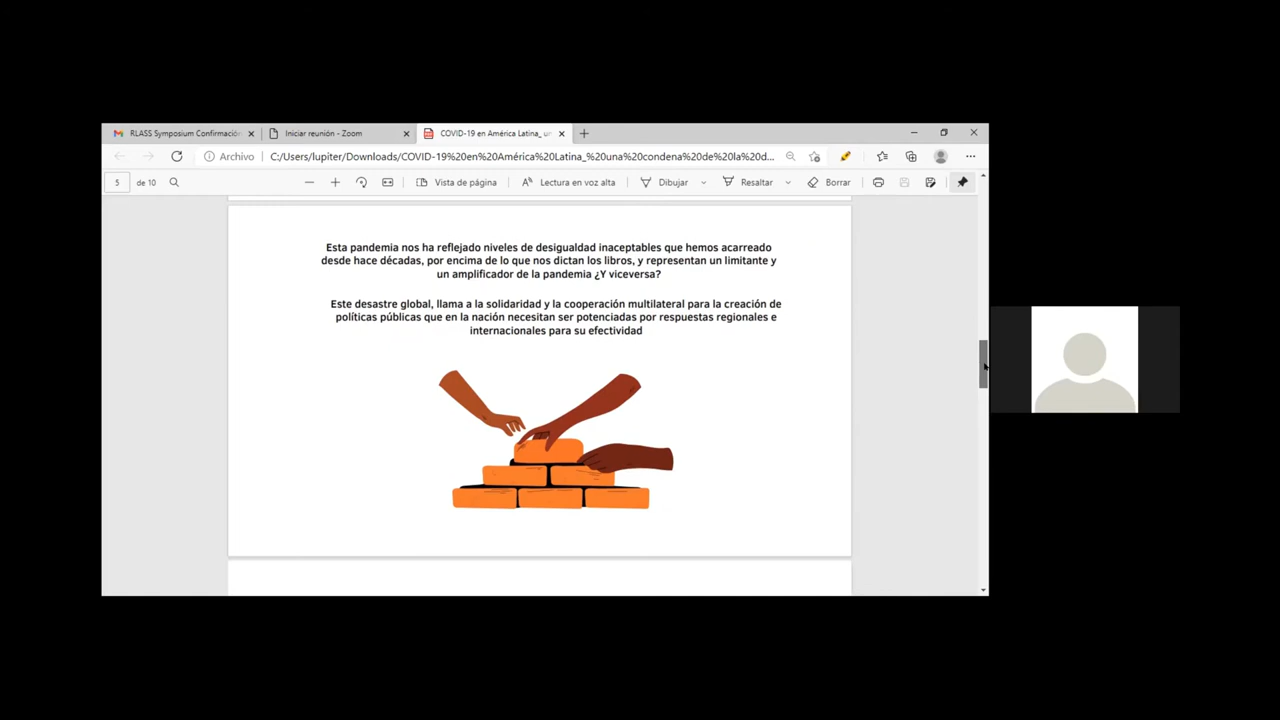 RLASS Symposium Confirmación
Iniciar reunión - Zoom
COVID-19 en América Latina_ un
Archivo
C:/Users/lupiter/Downloads/COVID-19%20en%20América%20Latina_%20una%20condena%20de%20la%20d...
5 de 10
Vista de página
Lectura en voz alta
Dibujar
Resaltar
Borrar
Esta pandemia nos ha reflejado niveles de desigualdad inaceptables que hemos acarreado
desde hace décadas, por encima de lo que nos dictan los libros, y representan un limitante y
un amplificador de la pandemia ¿Y viceversa?
Este desastre global, llama a la solidaridad y la cooperación multilateral para la creación de
políticas públicas que en la nación necesitan ser potenciadas por respuestas regionales e
internacionales para su efectividad